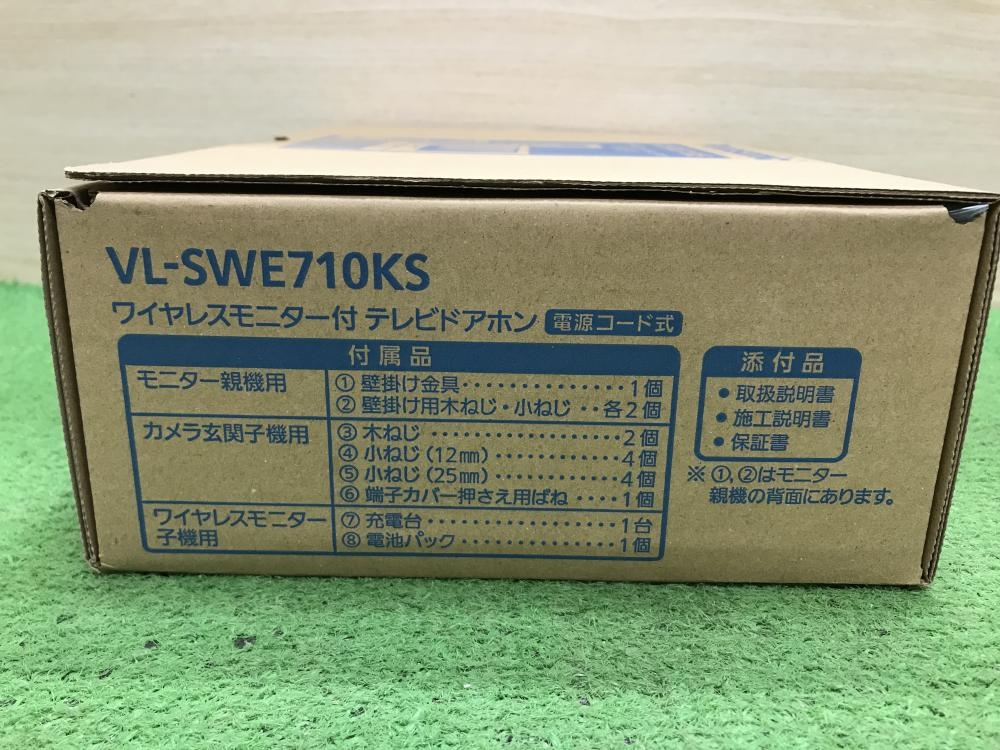 VL-SWE710KS
ワイヤレスモニター付 テレビドアホン 電源コード式
付属品
モニター親機用
① 壁掛け金具・・・・・・・・・・・・・・・1個
② 壁掛け用木ねじ・小ねじ・・各2個
カメラ玄関子機用
③ 木ねじ・・・・・・・・・・・・・・・・・・2個
④ 小ねじ(12㎜)・・・・・・・・・・・・4個
⑤ 小ねじ(25㎜)・・・・・・・・・・・・4個
⑥ 端子カバー押さえ用ばね・・・1個
ワイヤレスモニター
子機用
⑦ 充電台・・・・・・・・・・・・・・・・・・1台
⑧ 電池パック・・・・・・・・・・・・・・1個
添付品
● 取扱説明書
● 施工説明書
● 保証書
※ ①,②はモニター
親機の背面にあります。